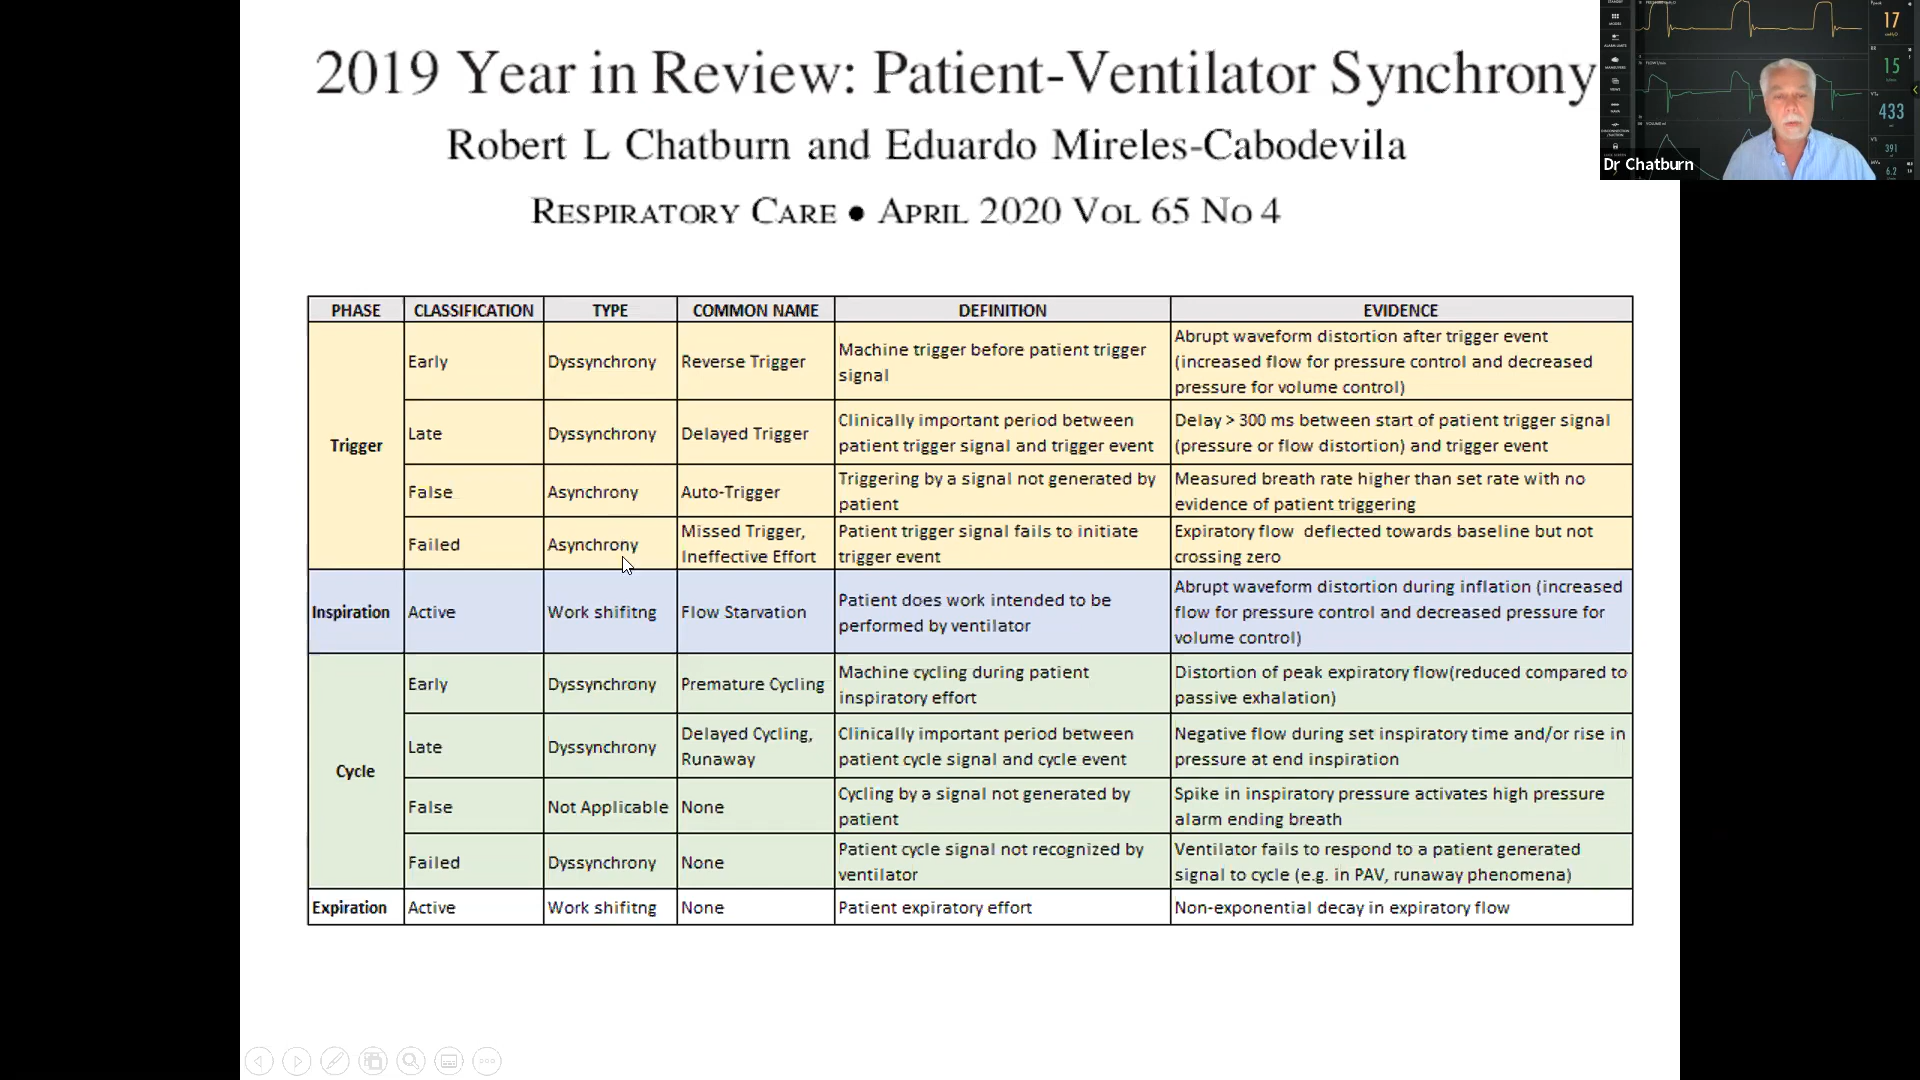 2019 Year in Review: Patient-Ventilator Synchrony
Robert L Chatburn and Eduardo Mireles-Cabodevila
RESPIRATORY CARE • APRIL 2020 VOL 65 NO 4
17
15
433
391
6.2
Dr Chatburn
PHASE CLASSIFICATION TYPE COMMON NAME DEFINITION EVIDENCE
Trigger
Early Dyssynchrony Reverse Trigger
Machine trigger before patient trigger
signal
Abrupt waveform distortion after trigger event
(increased flow for pressure control and decreased
pressure for volume control)
Late Dyssynchrony Delayed Trigger
Clinically important period between
patient trigger signal and trigger event
Delay > 300 ms between start of patient trigger signal
(pressure or flow distortion) and trigger event
False Asynchrony Auto-Trigger
Triggering by a signal not generated by
patient
Measured breath rate higher than set rate with no
evidence of patient triggering
Failed Asynchrony
Missed Trigger,
Ineffective Effort
Patient trigger signal fails to initiate
trigger event
Expiratory flow deflected towards baseline but not
crossing zero
Inspiration Active Work shifitng Flow Starvation
Patient does work intended to be
performed by ventilator
Abrupt waveform distortion during inflation (increased
flow for pressure control and decreased pressure for
volume control)
Cycle
Early Dyssynchrony Premature Cycling
Machine cycling during patient
inspiratory effort
Distortion of peak expiratory flow(reduced compared to
passive exhalation)
Late Dyssynchrony
Delayed Cycling,
Runaway
Clinically important period between
patient cycle signal and cycle event
Negative flow during set inspiratory time and/or rise in
pressure at end inspiration
False Not Applicable None
Cycling by a signal not generated by
patient
Spike in inspiratory pressure activates high pressure
alarm ending breath
Failed Dyssynchrony None
Patient cycle signal not recognized by
ventilator
Ventilator fails to respond to a patient generated
signal to cycle (e.g. in PAV, runaway phenomena)
Expiration Active Work shifitng None Patient expiratory effort Non-exponential decay in expiratory flow